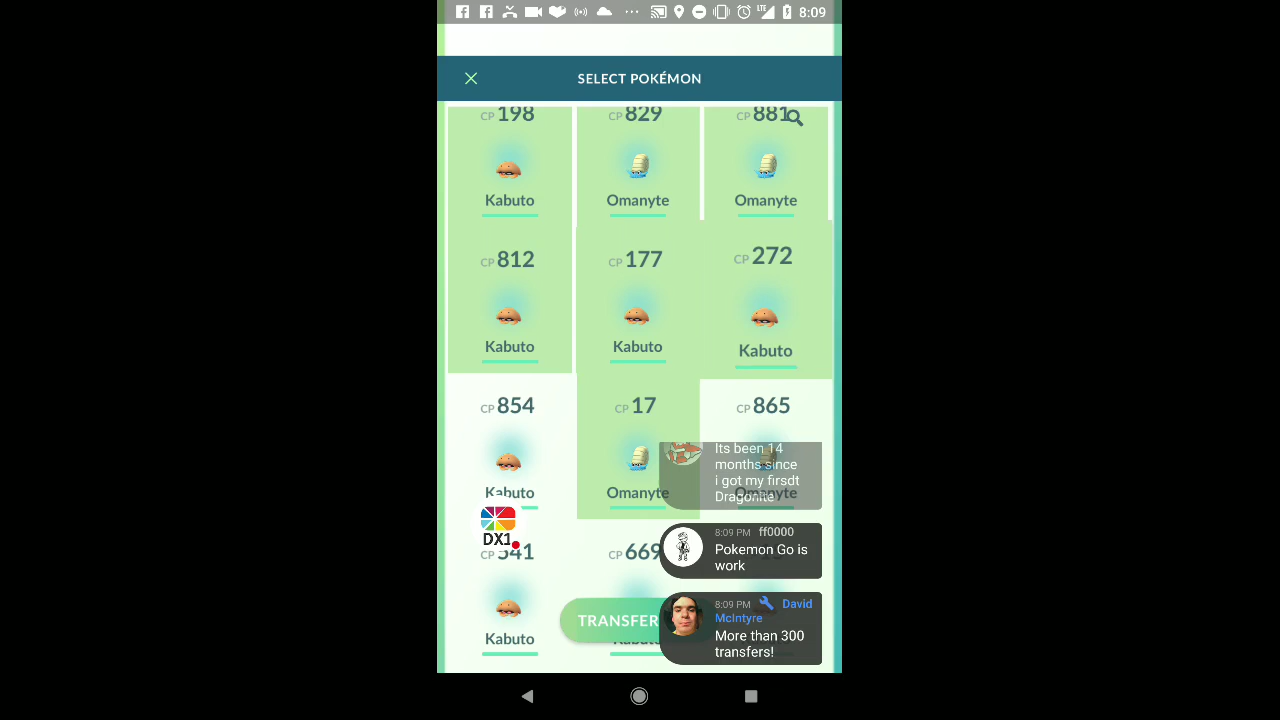 LTE 8:09
SELECT POKÉMON
CP 198 CP 829 CP 881
Kabuto Omanyte Omanyte
CP 812 CP 177 CP 272
Kabuto Kabuto Kabuto
CP 854 CP 17 CP 865
Its been 14
months since
i got my firsdt
Dragonite
Kabuto Omanyte Omanyte
DX1
CP 541 CP 669
8:09 PM ff0000
Pokemon Go is
work
8:09 PM David
McIntyre
More than 300
transfers!
TRANSFER
Kabuto Kabuto